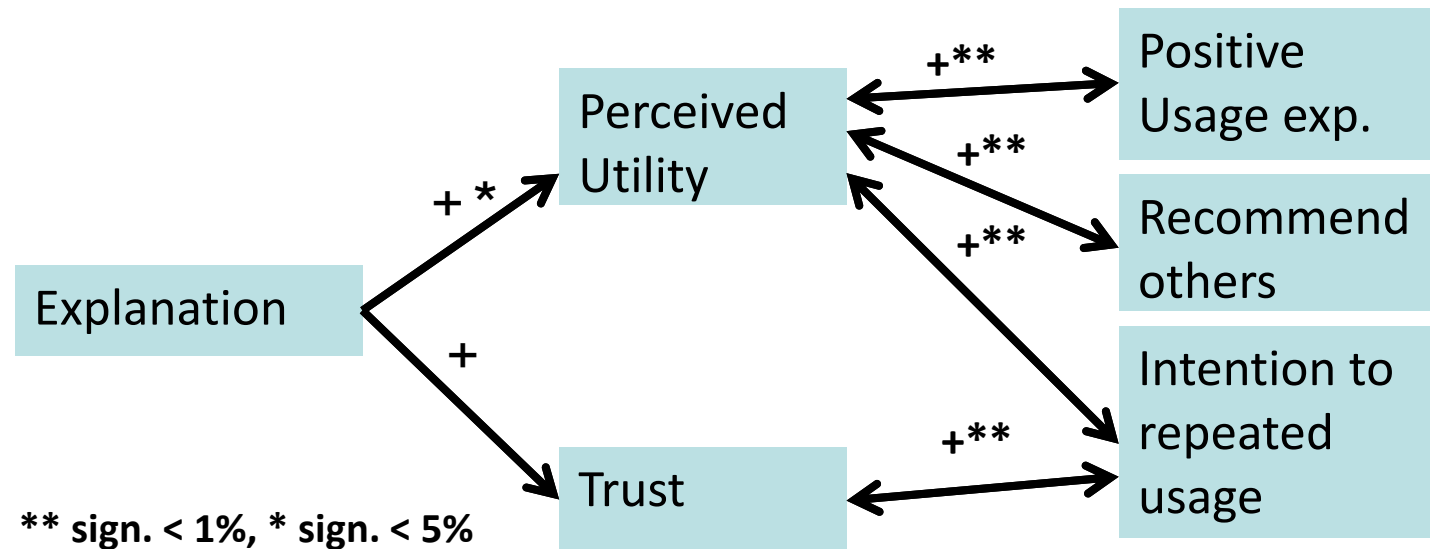 Positive
Usage exp.
+**
Perceived
Utility
+**
+ *
Recommend
others
+**
Explanation
+
Intention to
repeated
usage
+**
Trust
** sign. < 1%, * sign. < 5%